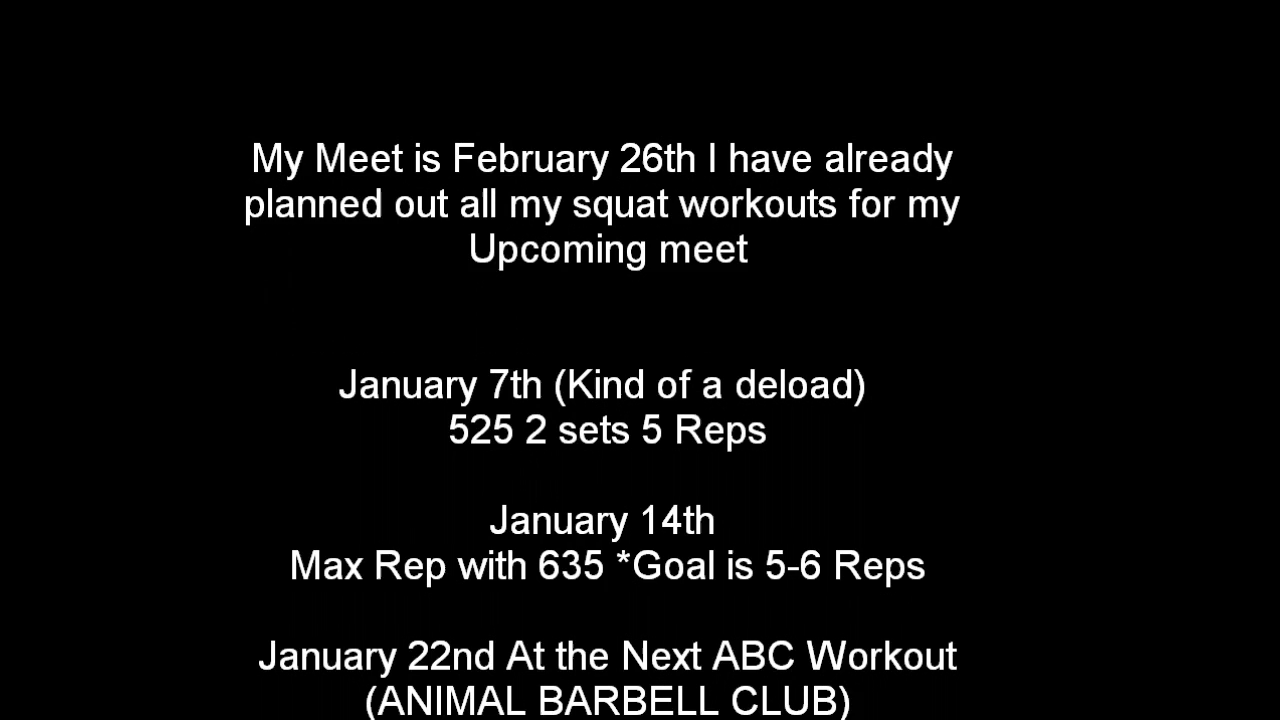 My Meet is February 26th I have already
planned out all my squat workouts for my
Upcoming meet
January 7th (Kind of a deload)
525 2 sets 5 Reps
January 14th
Max Rep with 635 *Goal is 5-6 Reps
January 22nd At the Next ABC Workout
(ANIMAL BARBELL CLUB)